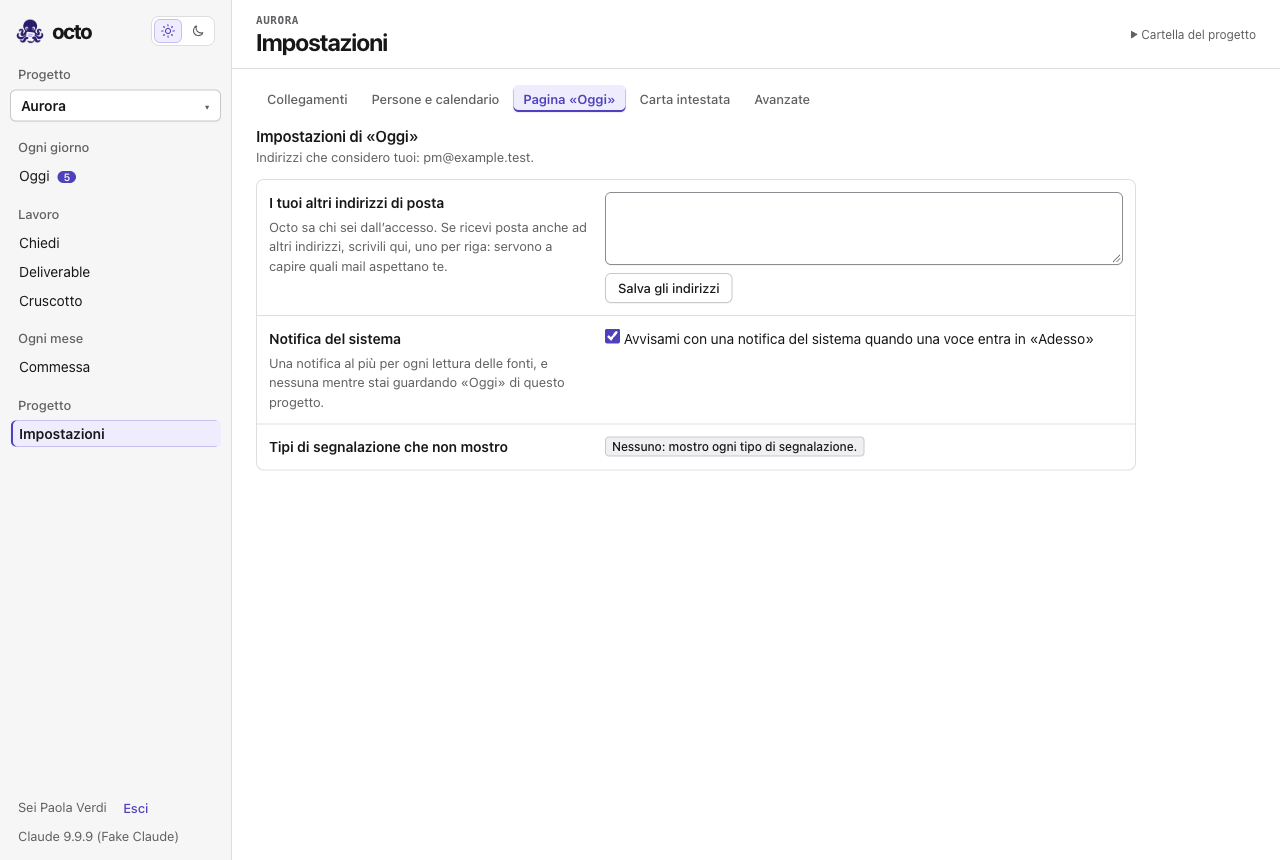 octo
Progetto
Aurora
Ogni giorno
Oggi 5
Lavoro
Chiedi
Deliverable
Cruscotto
Ogni mese
Commessa
Progetto
Impostazioni
Sei Paola Verdi Esci
Claude 9.9.9 (Fake Claude)
AURORA
Impostazioni
Cartella del progetto
Collegamenti Persone e calendario Pagina «Oggi» Carta intestata Avanzate
Impostazioni di «Oggi»
Indirizzi che considero tuoi: pm@example.test.
I tuoi altri indirizzi di posta
Octo sa chi sei dall'accesso. Se ricevi posta anche ad
altri indirizzi, scrivili qui, uno per riga: servono a
capire quali mail aspettano te.
Salva gli indirizzi
Notifica del sistema
Una notifica al più per ogni lettura delle fonti, e
nessuna mentre stai guardando «Oggi» di questo
progetto.
Avvisami con una notifica del sistema quando una voce entra in «Adesso»
Tipi di segnalazione che non mostro
Nessuno: mostro ogni tipo di segnalazione.